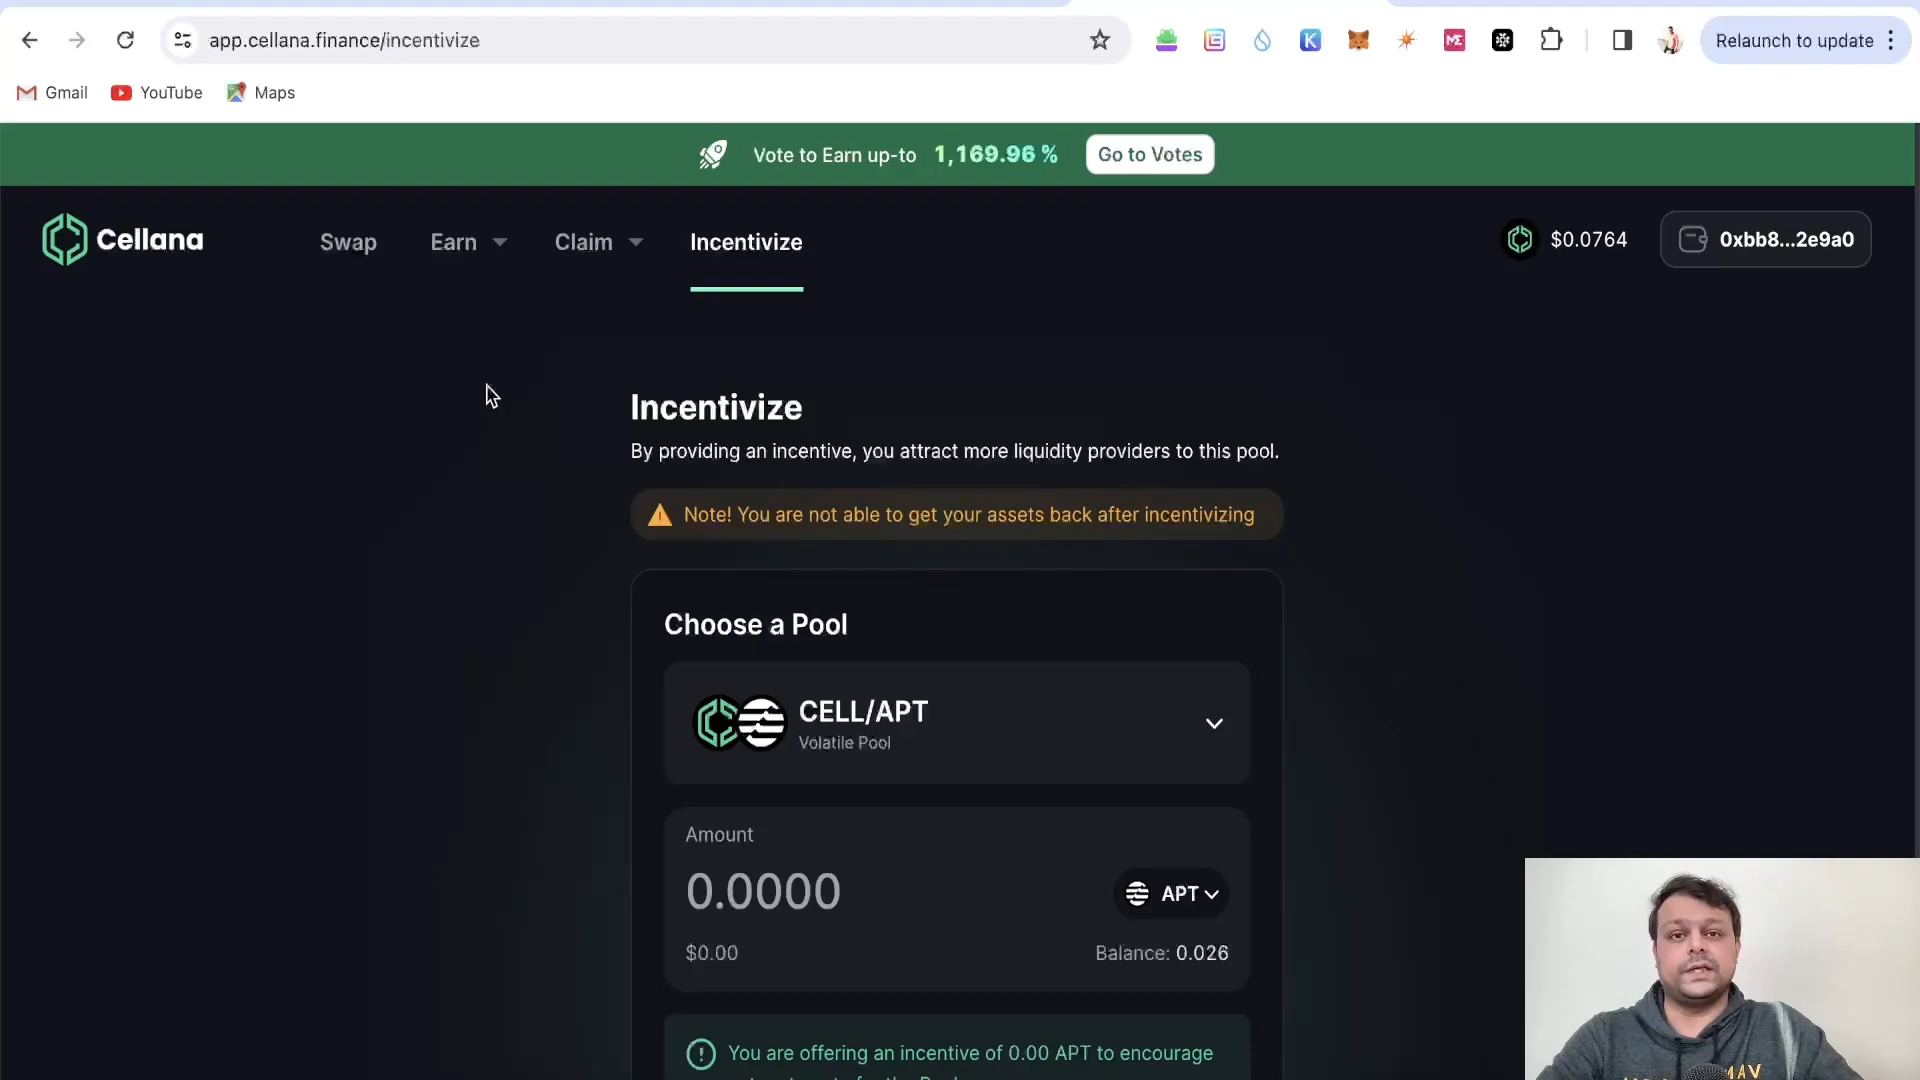 app.cellana.finance/incentivize
Relaunch to update
Gmail YouTube Maps
Vote to Earn up-to 1,169.96 % Go to Votes
Cellana Swap Earn Claim Incentivize $0.0764 0xbb8...2e9a0
Incentivize
By providing an incentive, you attract more liquidity providers to this pool.
Note! You are not able to get your assets back after incentivizing
Choose a Pool
CELL/APT
Volatile Pool
Amount
0.0000 APT
$0.00 Balance: 0.026
You are offering an incentive of 0.00 APT to encourage